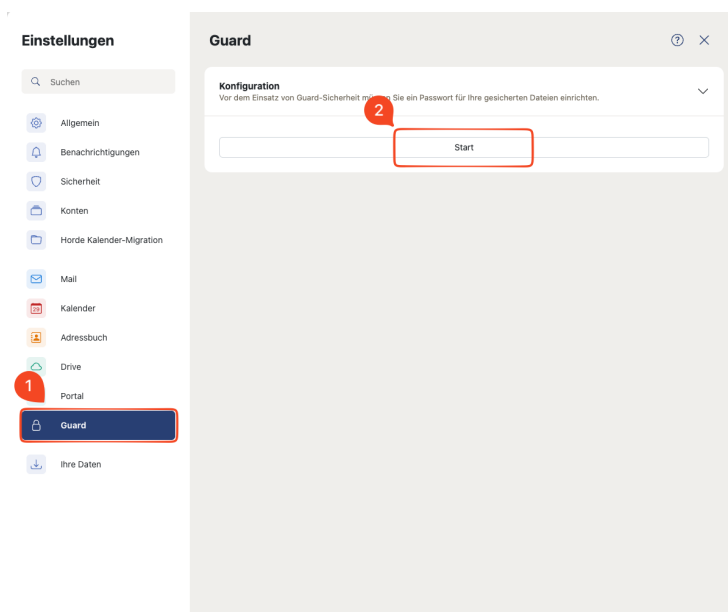 Einstellungen
Suchen
Allgemein
Benachrichtigungen
Sicherheit
Konten
Horde Kalender-Migration
Mail
29
Kalender
Adressbuch
Drive
1
Portal
Guard
Ihre Daten
Guard
?
Konfiguration
Vor dem Einsatz von Guard-Sicherheit Sie ein Passwort für Ihre gesicherten Dateien einrichten.
2
Start